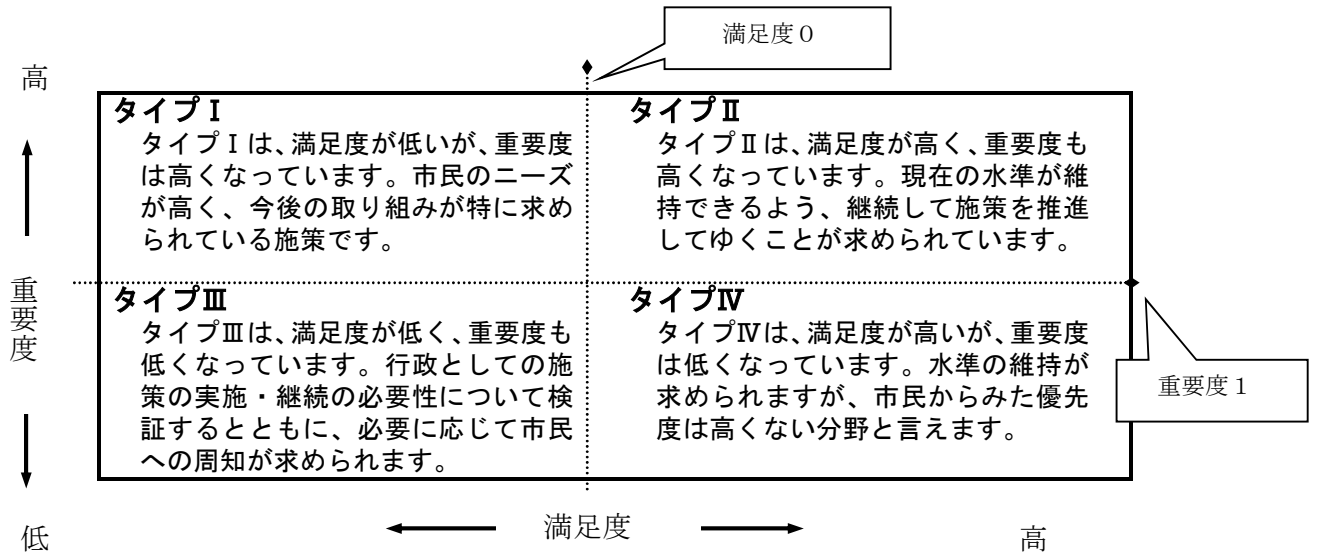 満足度０
高
タイプⅠ
タイプⅠは、満足度が低いが、重要度
は高くなっています。市民のニーズ
が高く、今後の取り組みが特に求め
られている施策です。
タイプⅡ
タイプⅡは、満足度が高く、重要度も
高くなっています。現在の水準が維
持できるよう、継続して施策を推進
してゆくことが求められています。
重要度
タイプⅢ
タイプⅢは、満足度が低く、重要度も
低くなっています。行政としての施
策の実施・継続の必要性について検
証するとともに、必要に応じて市民
への周知が求められます。
タイプⅣ
タイプⅣは、満足度が高いが、重要度
は低くなっています。水準の維持が
求められますが、市民からみた優先
度は高くない分野と言えます。
重要度１
低
満足度
高